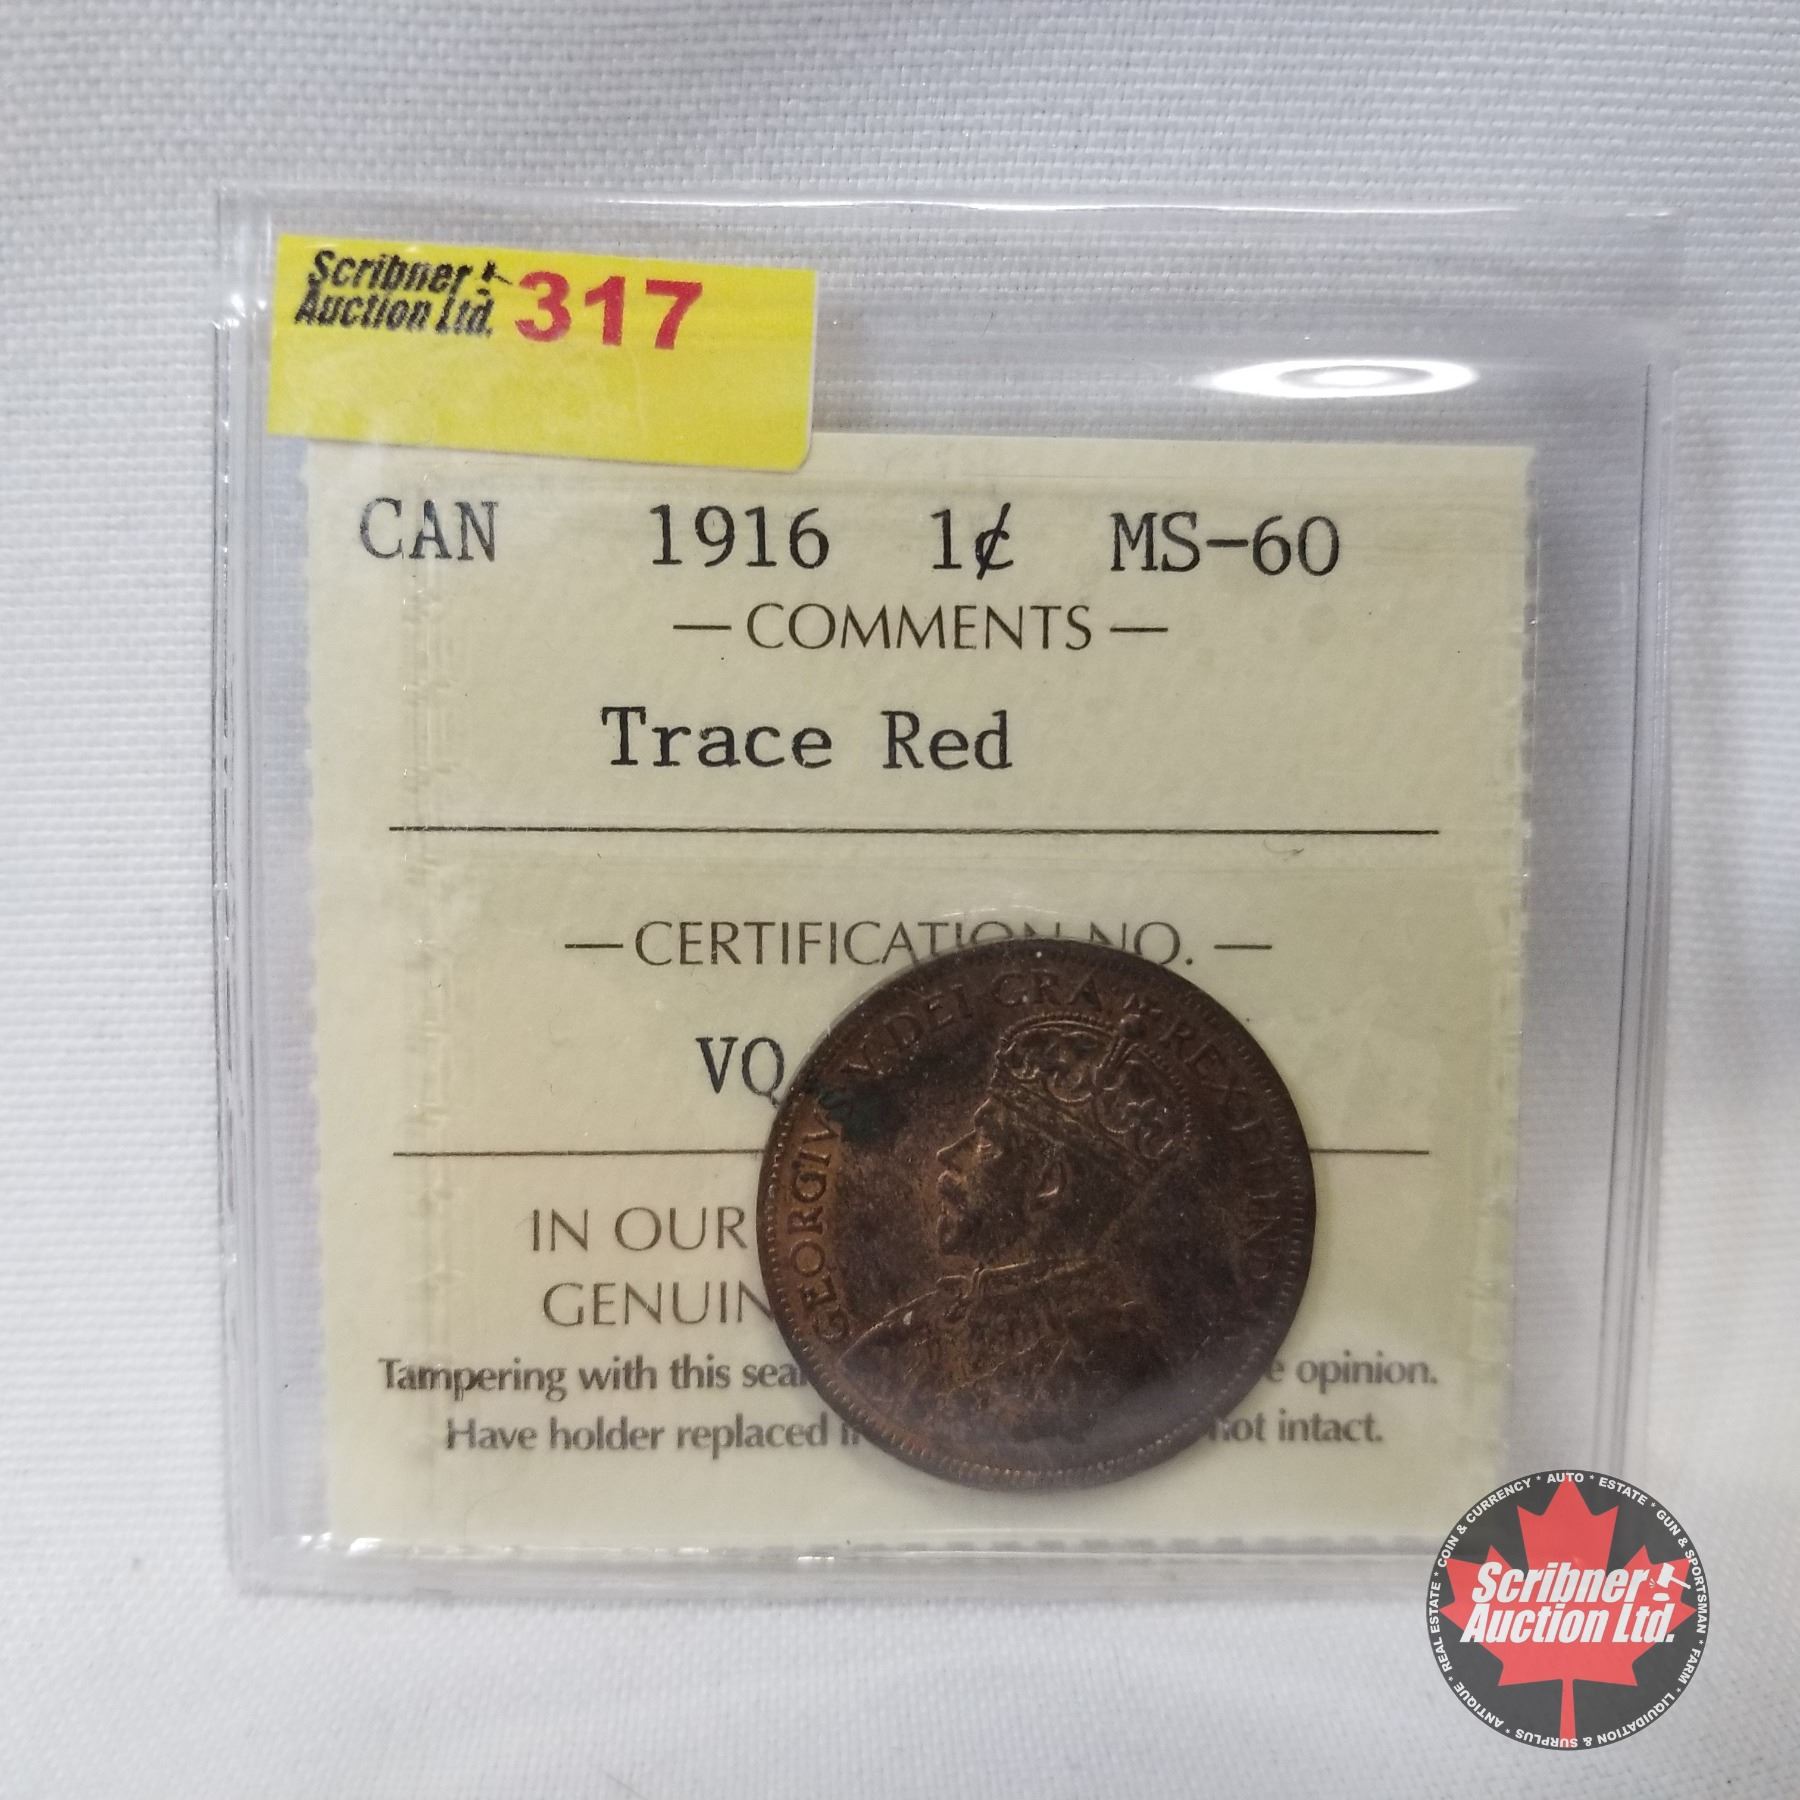 Scribner
Auction Ltd. 317
CAN 1916 1¢ MS-60
— COMMENTS —
Trace Red
— CERTIFICATION NO. —
VQ
IN OUR
GENUIN
Tampering with this sea e opinion.
Have holder replaced not intact.
GEORGIVS V DEI GRA REX ET IND
COIN & CURRENCY * AUTO * ESTATE * GUN & SPORTSMAN * FARM * LIQUIDATION & SURPLUS * ANTIQUE * REAL ESTATE *
Scribner
Auction Ltd.